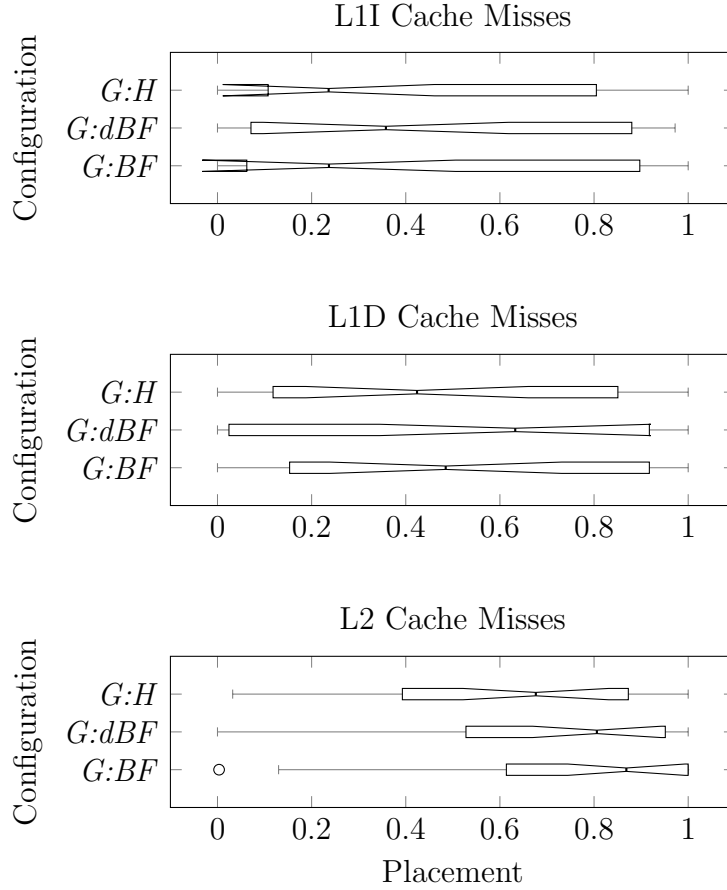 L1I Cache Misses
Configuration
G:H
G:dBF
G:BF
0 0.2 0.4 0.6 0.8 1
L1D Cache Misses
Configuration
G:H
G:dBF
G:BF
0 0.2 0.4 0.6 0.8 1
L2 Cache Misses
Configuration
G:H
G:dBF
G:BF
0 0.2 0.4 0.6 0.8 1
Placement